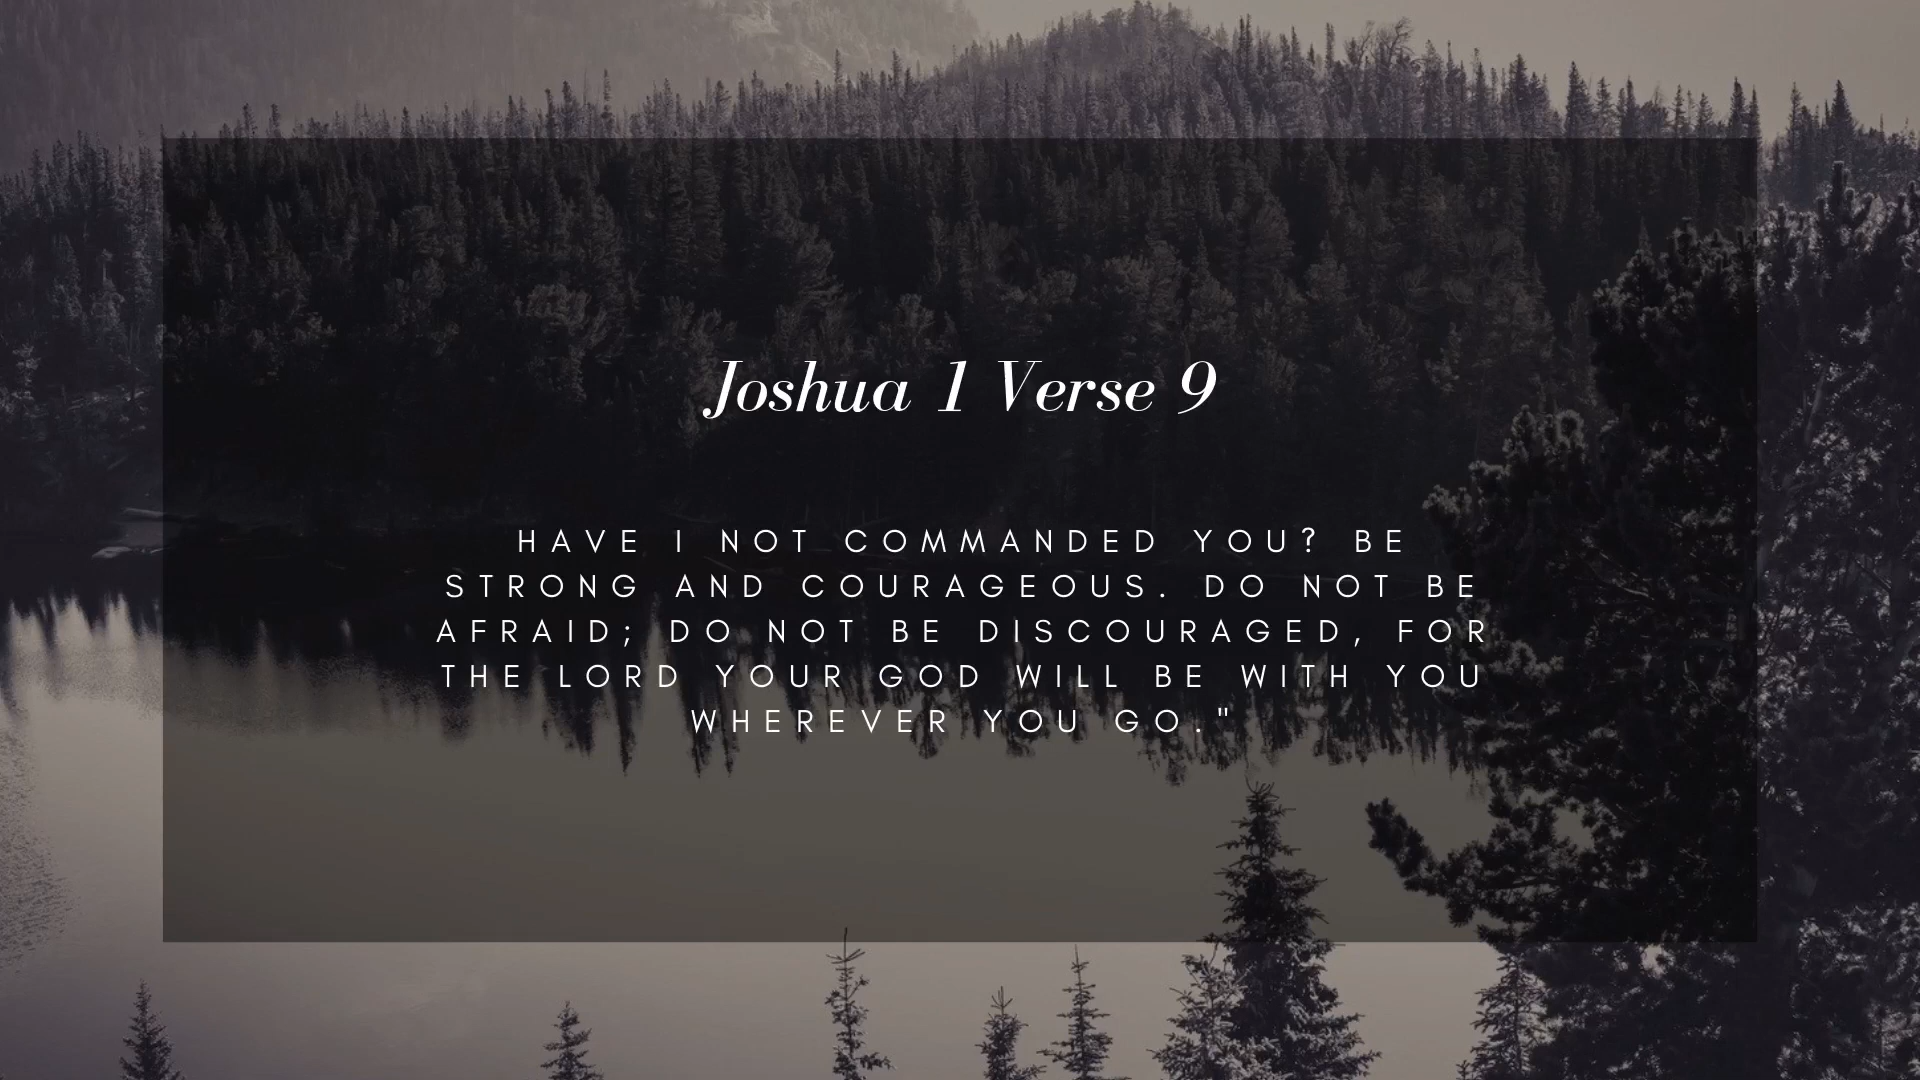 Joshua 1 Verse 9
HAVE I NOT COMMANDED YOU? BE
STRONG AND COURAGEOUS. DO NOT BE
AFRAID; DO NOT BE DISCOURAGED, FOR
THE LORD YOUR GOD WILL BE WITH YOU
WHEREVER YOU GO."